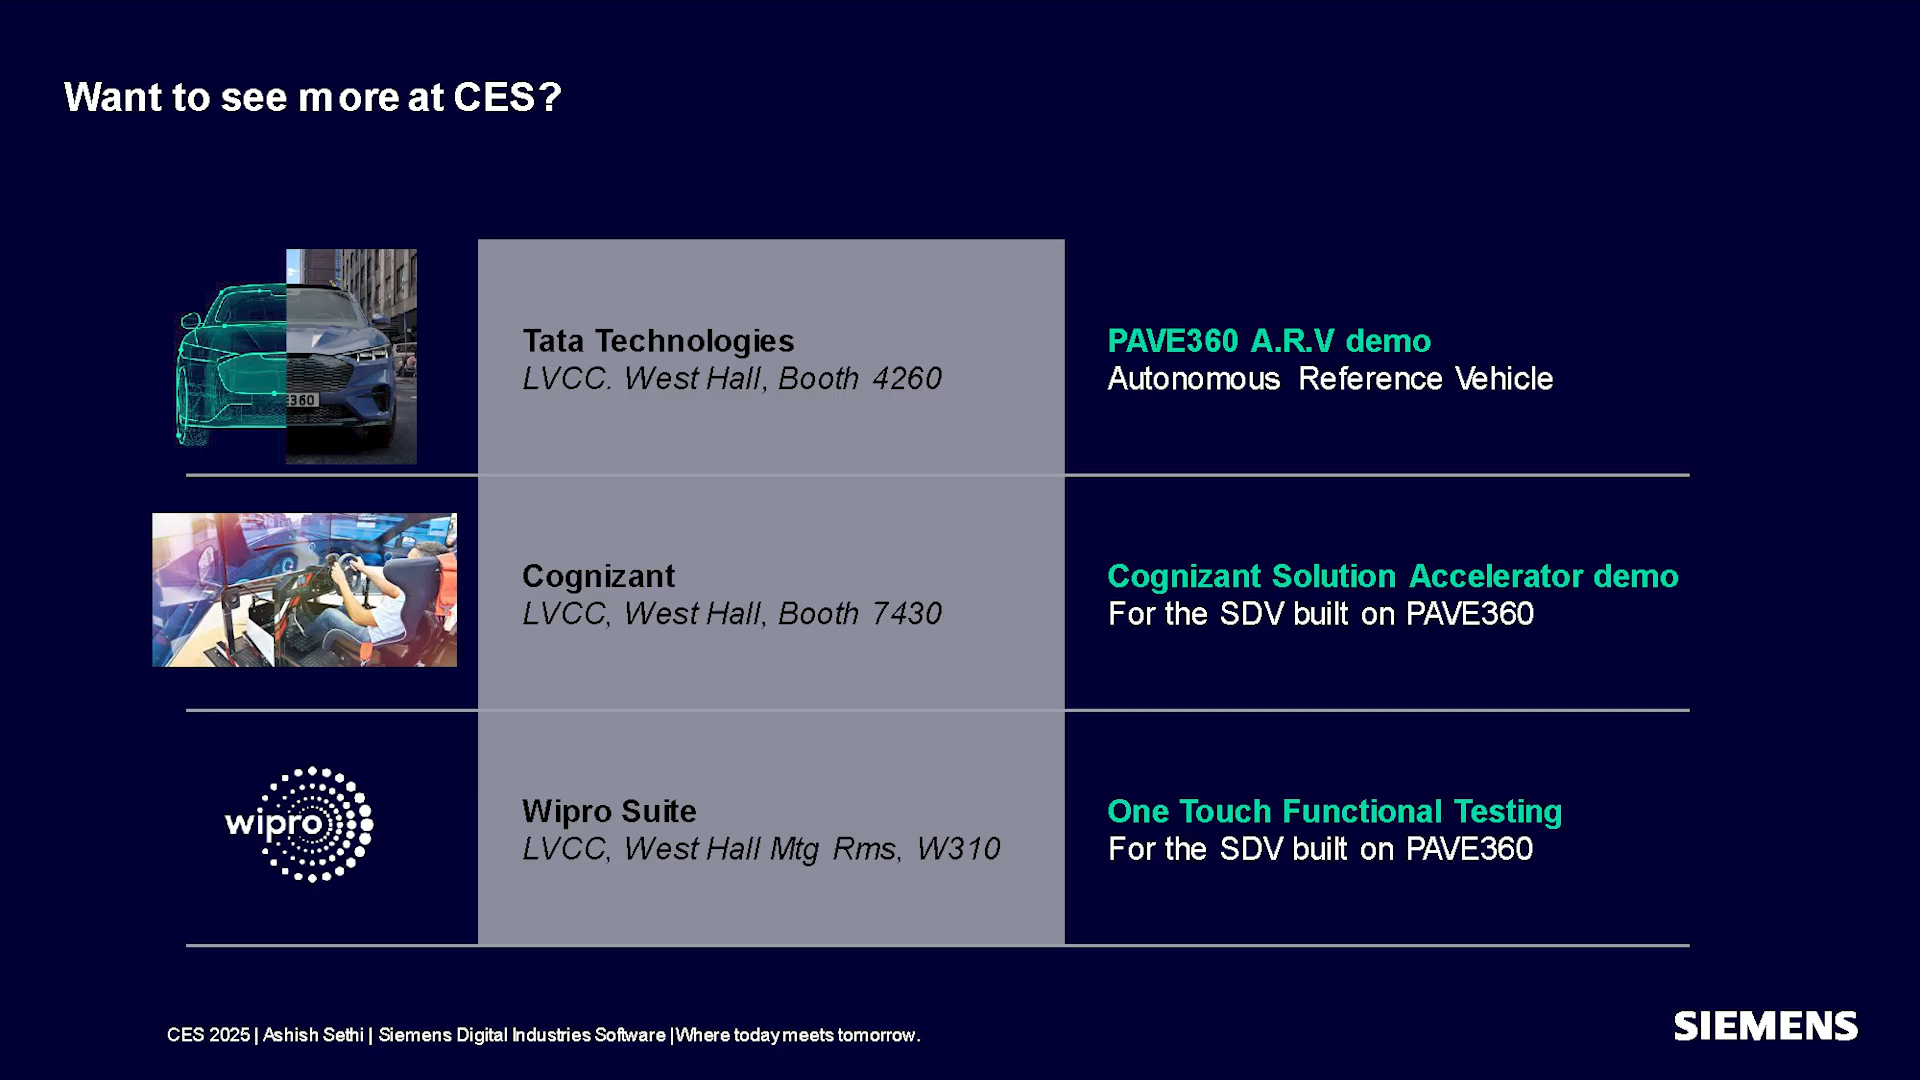 Want to see more at CES?
E360
Tata Technologies
LVCC. West Hall, Booth 4260
PAVE360 A.R.V demo
Autonomous Reference Vehicle
Cognizant
LVCC, West Hall, Booth 7430
Cognizant Solution Accelerator demo
For the SDV built on PAVE360
wipro
Wipro Suite
LVCC, West Hall Mtg Rms, W310
One Touch Functional Testing
For the SDV built on PAVE360
CES 2025 | Ashish Sethi | Siemens Digital Industries Software | Where today meets tomorrow.
SIEMENS